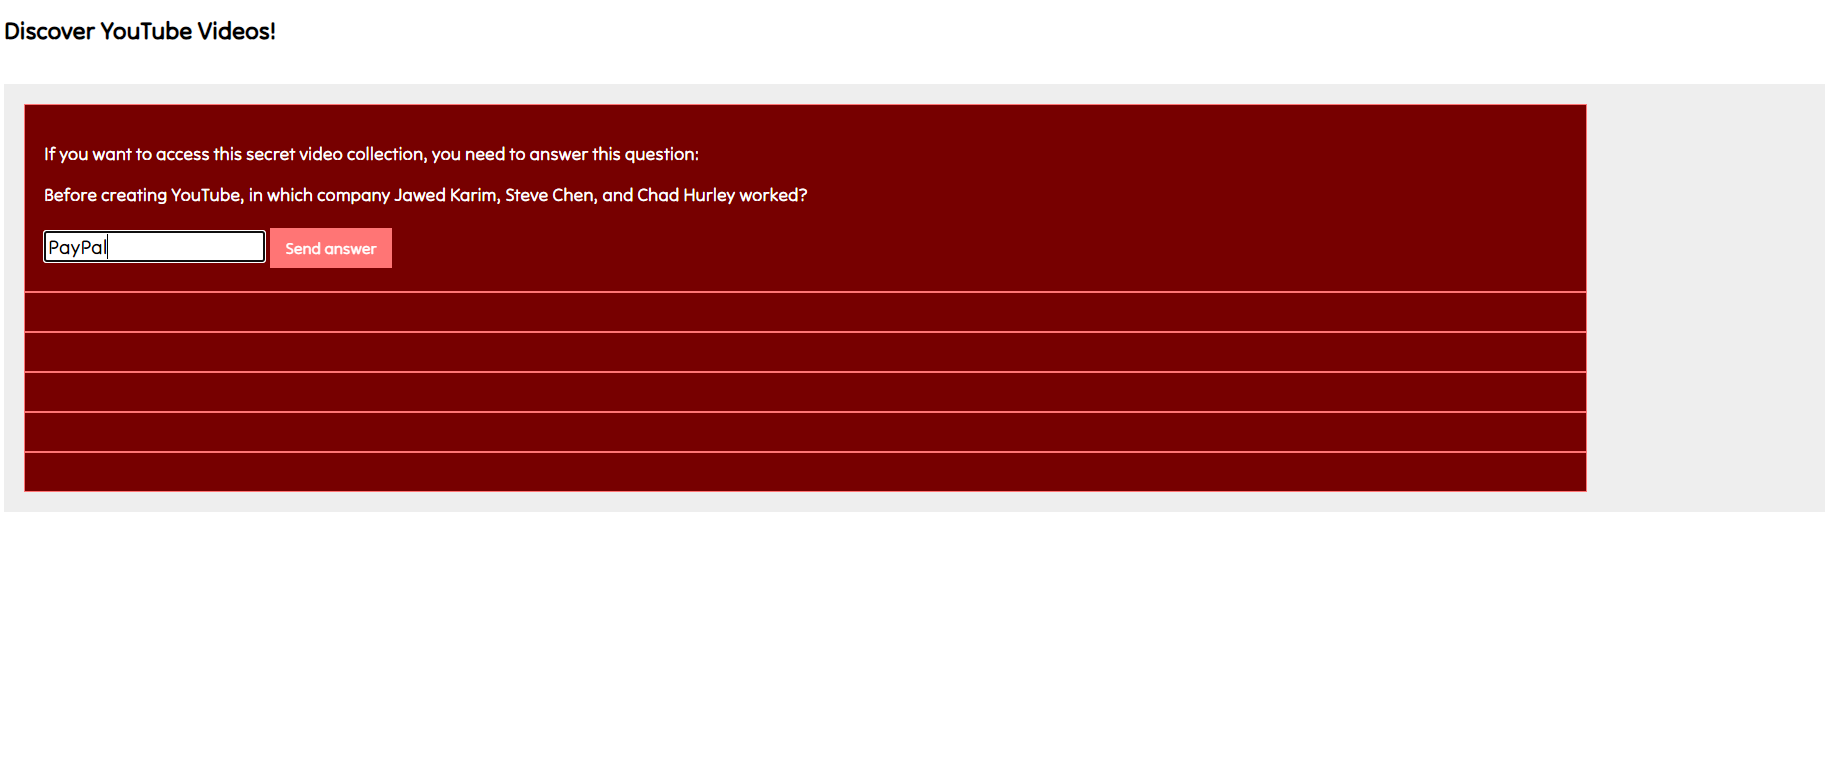 Discover YouTube Videos!
If you want to access this secret video collection, you need to answer this question:
Before creating YouTube, in which company Jawed Karim, Steve Chen, and Chad Hurley worked?
PayPal
Send answer